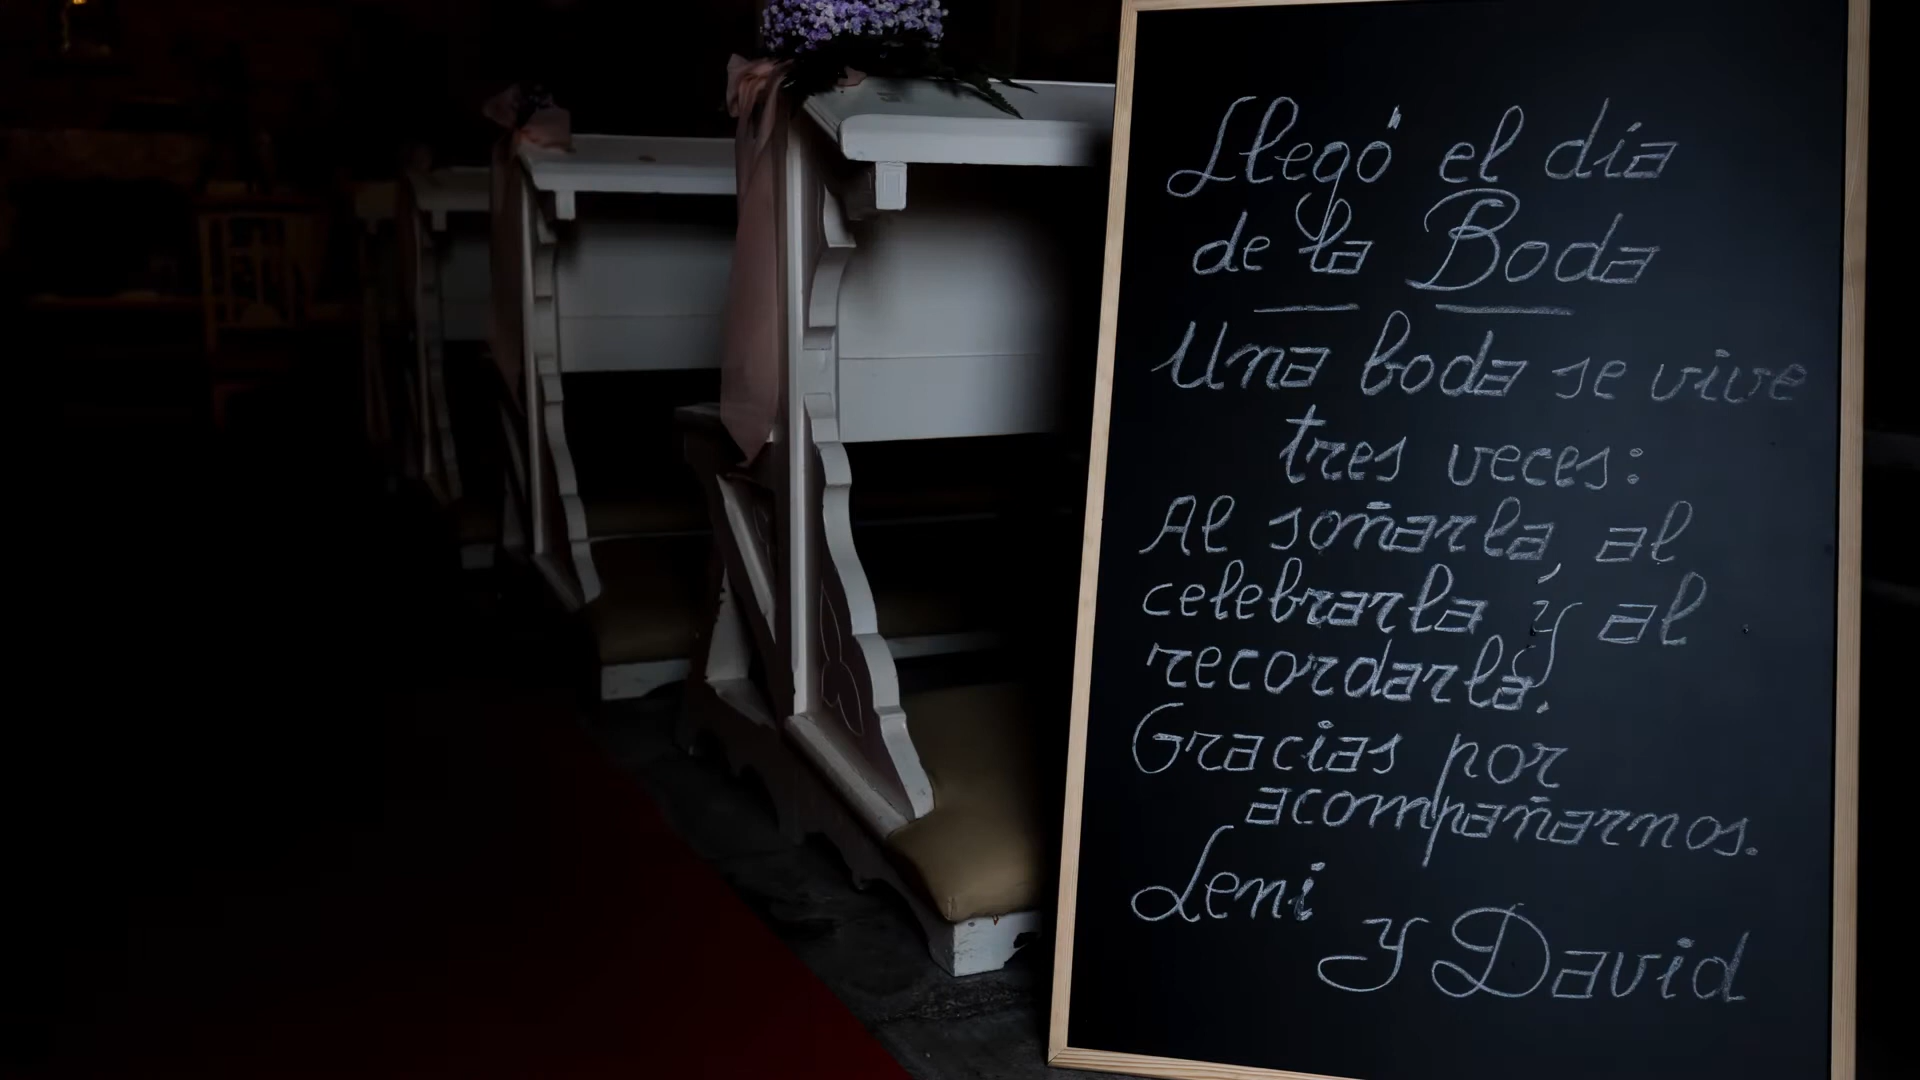 Llegó el día
de la Boda
Una boda se vive
tres veces:
Al soñarla, al
celebrarla y al
recordarla.
Gracias por
acompañarnos.
Leni
y David